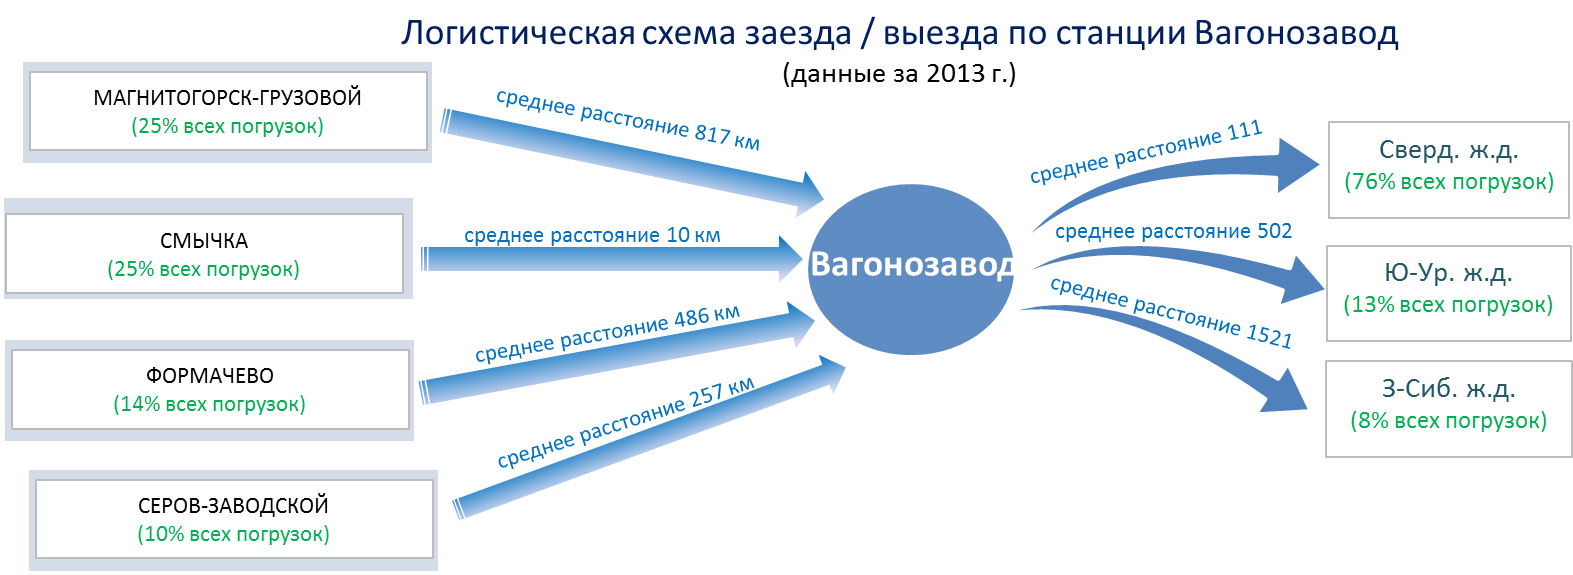 Логистическая схема заезда / выезда по станции Вагонозавод
(данные за 2013 г.)
МАГНИТОГОРСК-ГРУЗОВОЙ
(25% всех погрузок)
среднее расстояние 817 км
СМЫЧКА
(25% всех погрузок)
среднее расстояние 10 км
ФОРМАЧЕВО
(14% всех погрузок)
среднее расстояние 486 км
СЕРОВ-ЗАВОДСКОЙ
(10% всех погрузок)
среднее расстояние 257 км
Вагонозавод
среднее расстояние 111
Сверд. ж.д.
(76% всех погрузок)
среднее расстояние 502
Ю-Ур. ж.д.
(13% всех погрузок)
среднее расстояние 1521
З-Сиб. ж.д.
(8% всех погрузок)